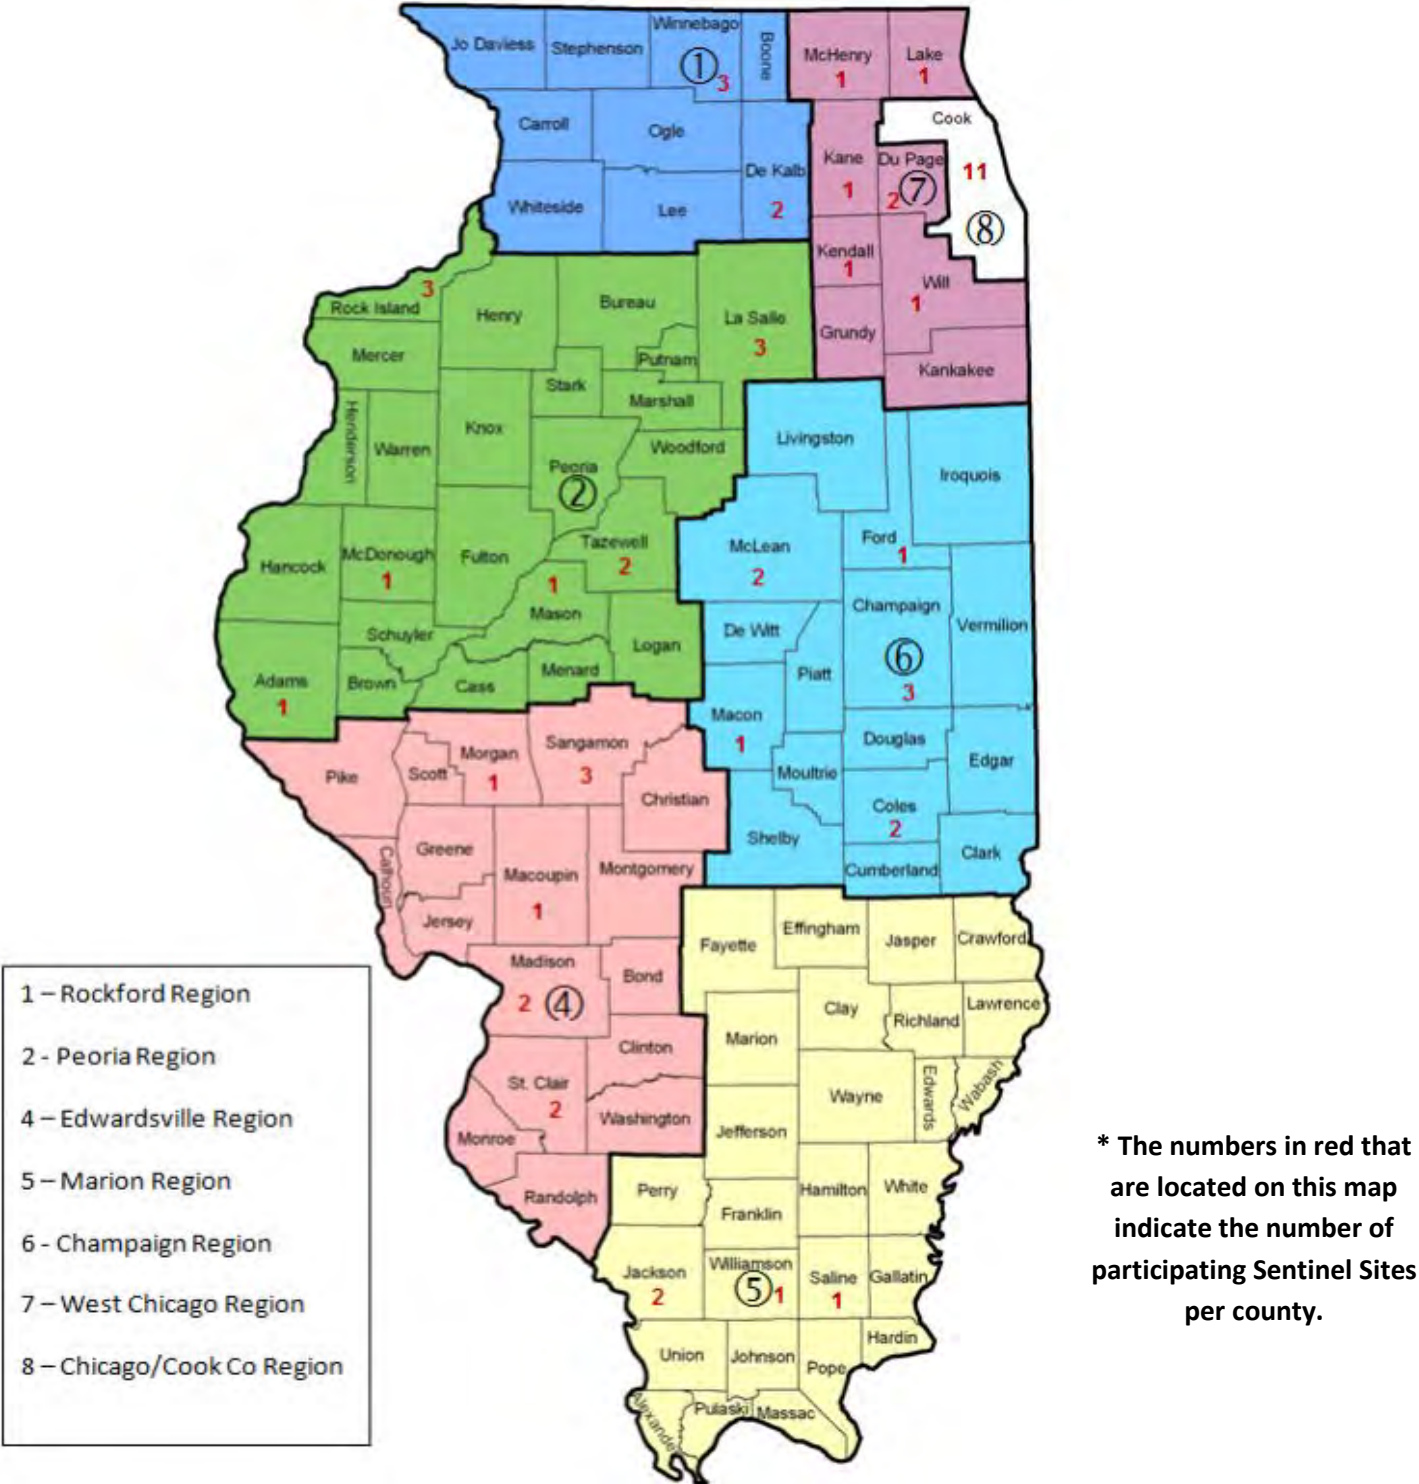 Jo Daviess
Stephenson
Winnebago
Boone
McHenry
Lake
① 3
1
1
Carroll
Ogle
De Kalb
2
Cook
11
⑧
Kane
1
Du Page
2 ⑦
Whiteside
Lee
Kendall
1
Will
1
Grundy
Kankakee
3
Rock Island
Henry
Bureau
La Salle
3
Mercer
Putnam
Stark
Marshall
Henderson
Warren
Knox
Peoria
②
Woodford
Livingston
Iroquois
Hancock
McDonough
1
Fulton
Tazewell
2
McLean
2
Ford
1
1
Mason
Schuyler
Logan
De Witt
Champaign
⑥
3
Vermilion
Adams
1
Brown
Cass
Menard
Piatt
Macon
1
Douglas
Edgar
Pike
Scott
Morgan
1
Sangamon
3
Christian
Moultrie
Coles
2
Shelby
Cumberland
Clark
Calhoun
Greene
Macoupin
1
Montgomery
Jersey
Fayette
Effingham
Jasper
Crawford
Madison
2 ④
Bond
Clay
Richland
Lawrence
Marion
Clinton
St. Clair
2
Washington
Wayne
Edwards
Wabash
Monroe
Jefferson
Randolph
Perry
Franklin
Hamilton
White
Jackson
2
Williamson
⑤ 1
Saline
1
Gallatin
Union
Johnson
Pope
Hardin
Alexander
Pulaski
Massac
1 – Rockford Region
2 - Peoria Region
4 – Edwardsville Region
5 – Marion Region
6 - Champaign Region
7 – West Chicago Region
8 – Chicago/Cook Co Region
* The numbers in red that
are located on this map
indicate the number of
participating Sentinel Sites
per county.